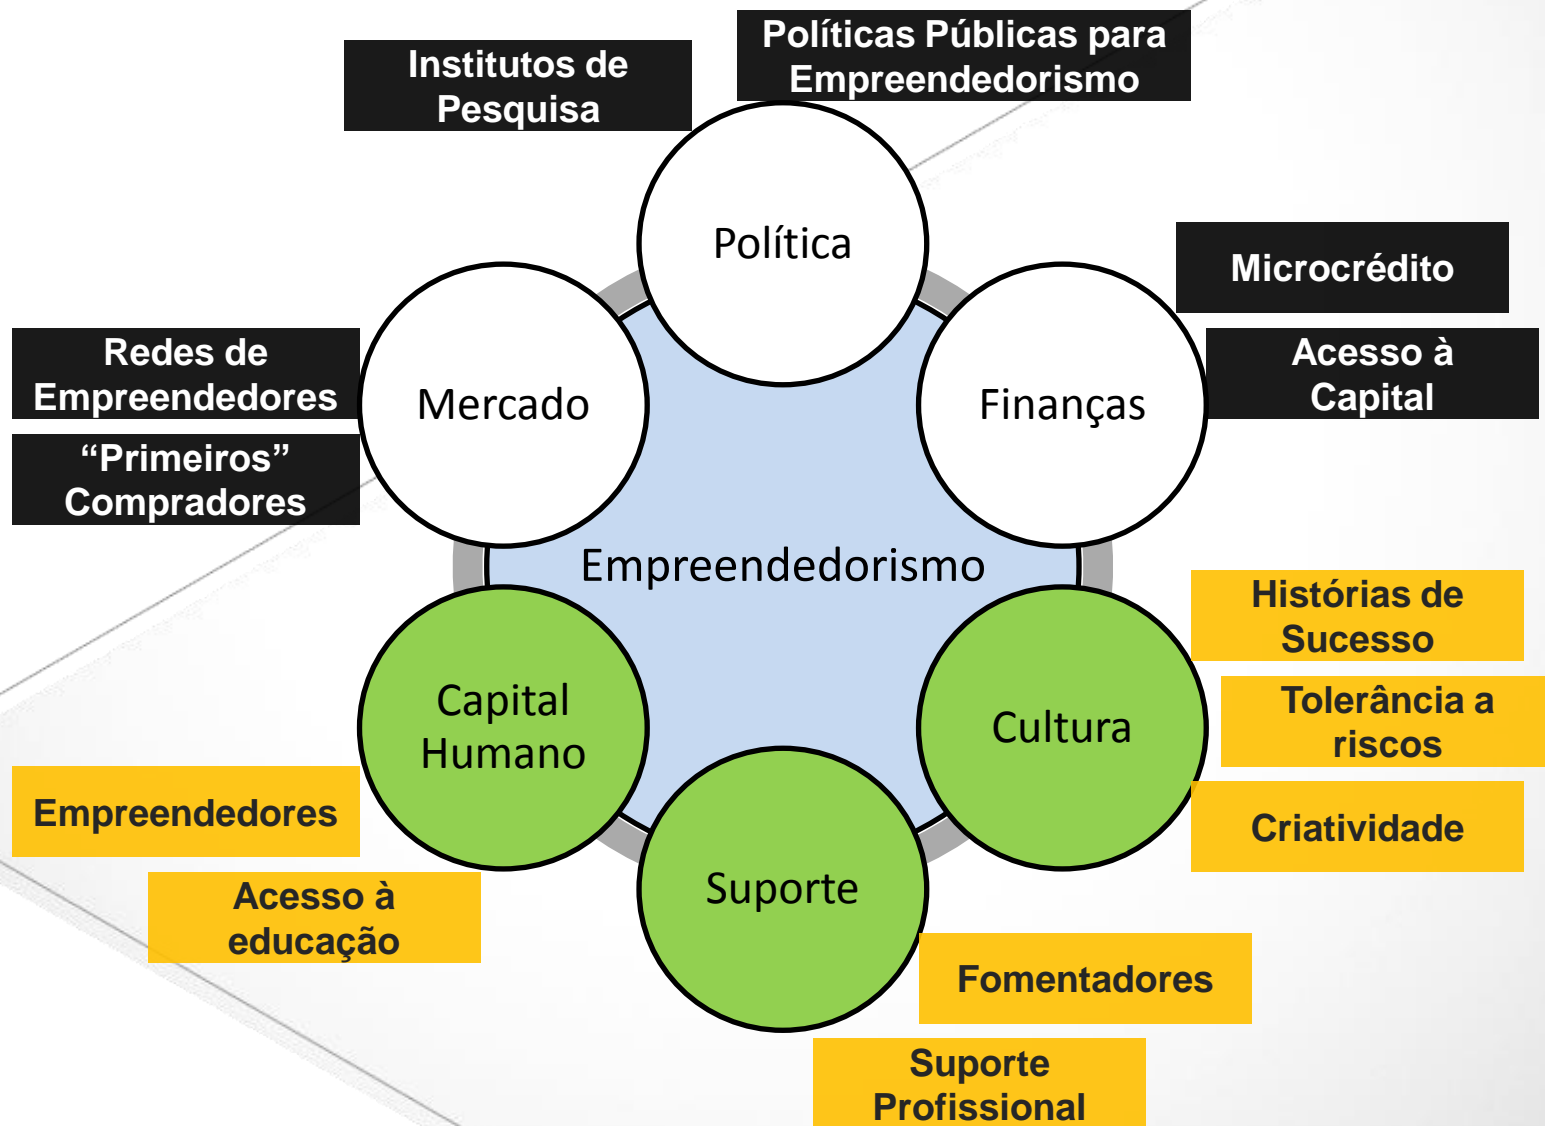 Políticas Públicas para
Empreendedorismo
Institutos de
Pesquisa
Política
Microcrédito
Redes de
Empreendedores
Mercado
Finanças
Acesso à
Capital
“Primeiros”
Compradores
Empreendedorismo
Histórias de
Sucesso
Capital
Humano
Cultura
Tolerância a
riscos
Empreendedores
Criatividade
Acesso à
educação
Suporte
Fomentadores
Suporte
Profissional